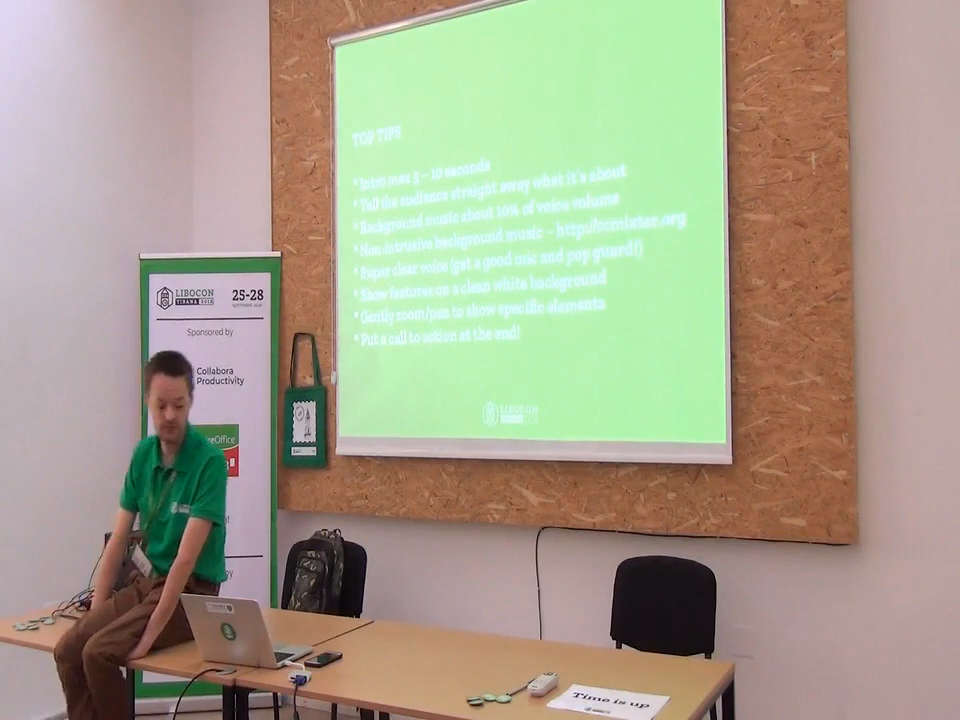 TOP TIPS
* Intro max 5 – 10 seconds
* Tell the audience straight away what it's about
* Background music about 10% of voice volume
* Non-intrusive background music – http://ccmixter.org
* Super clear voice (get a good mic and pop guard!)
* Show features on a clean white background
* Gently zoom/pan to show specific elements
* Put a call to action at the end!
LIBOCON
LIBOCON
TIRANA 2018
25-28
Sponsored by
Collabora
Productivity
reOffice
Time is up